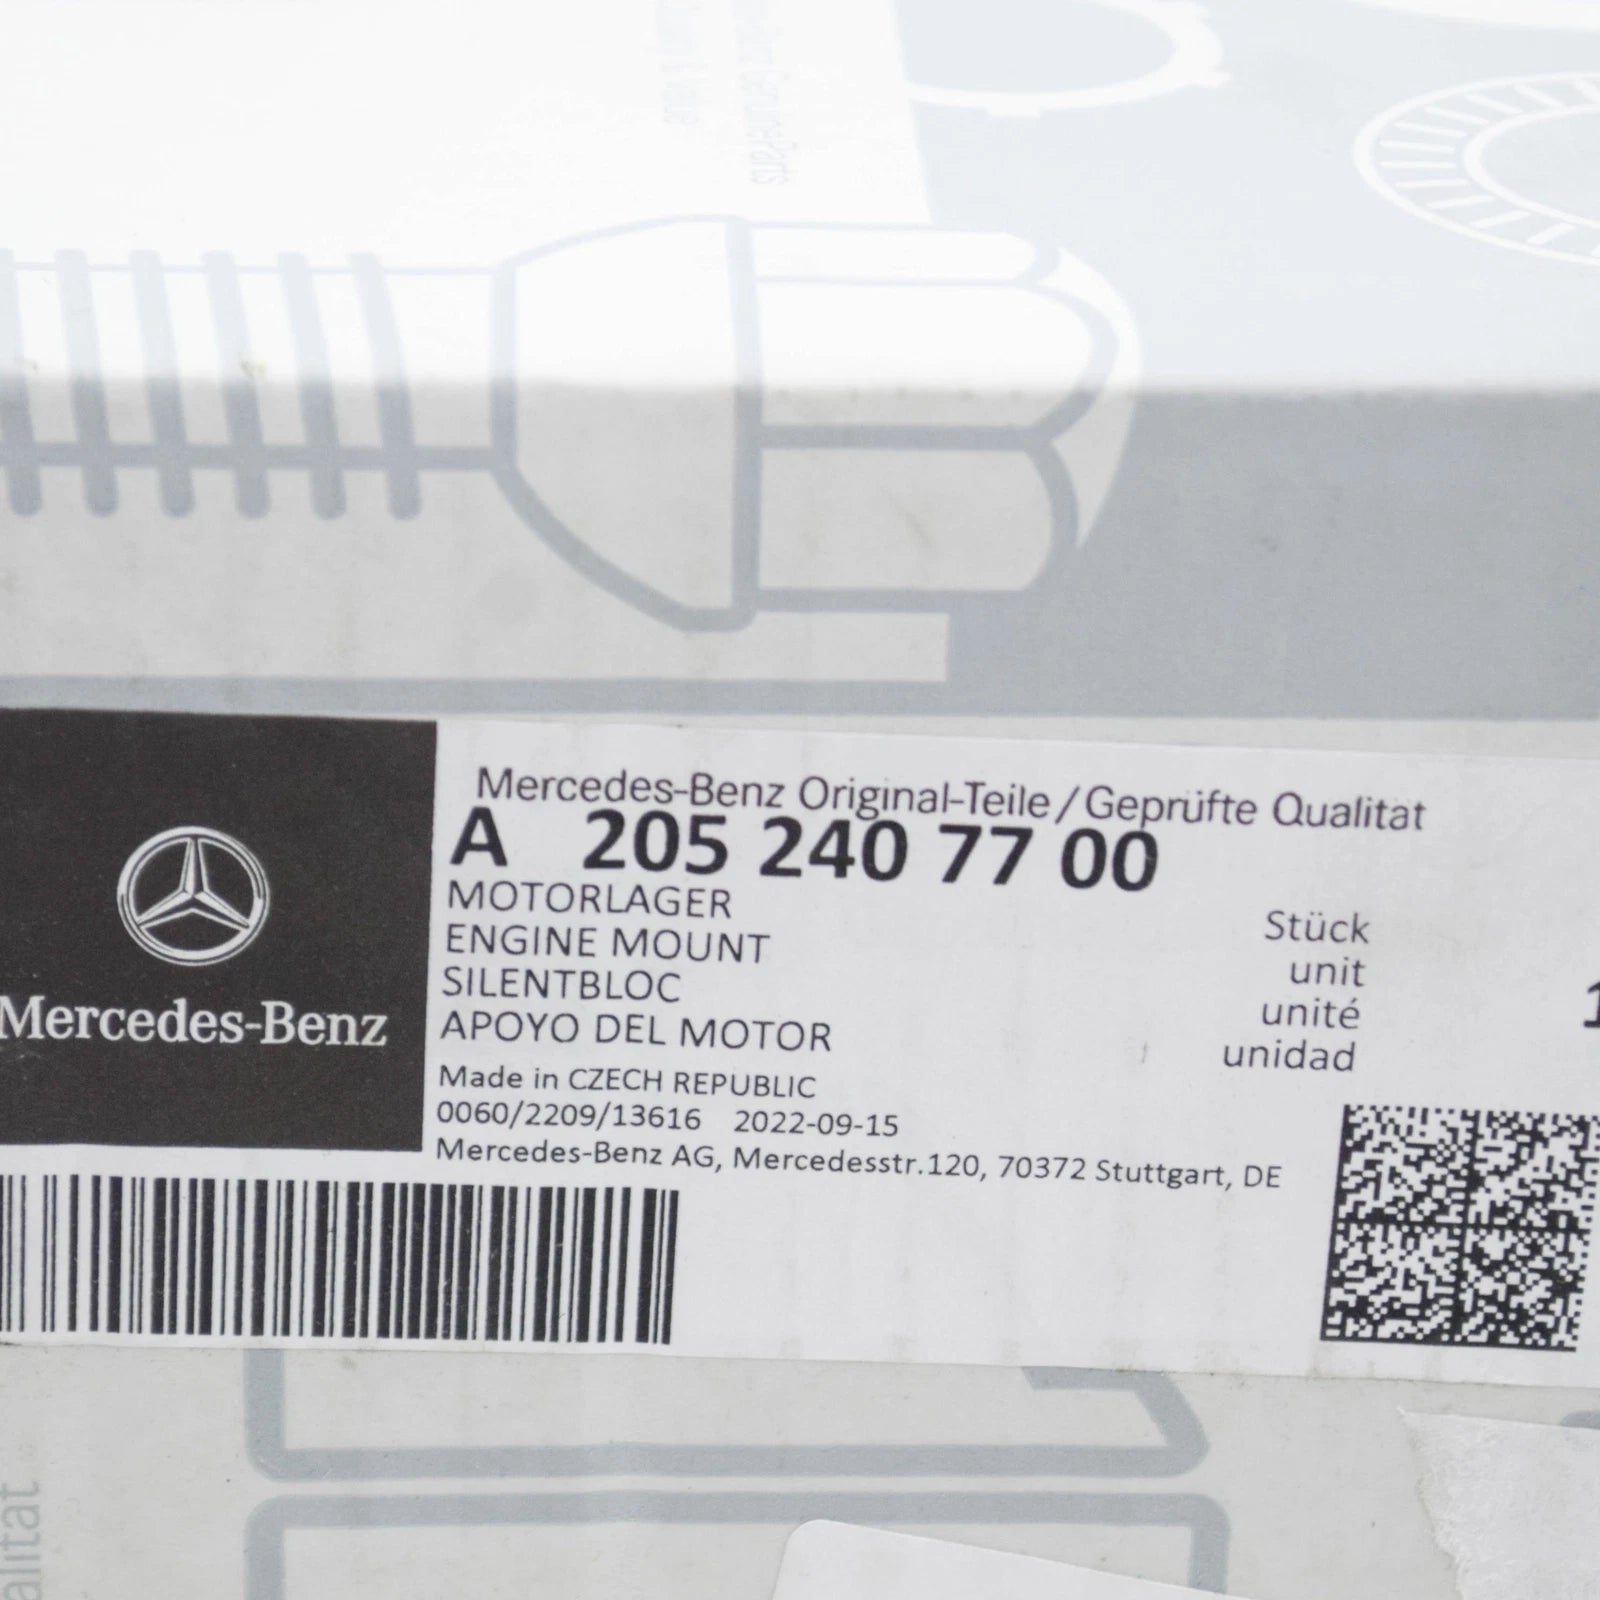 Mercedes-Benz Original-Teile/Geprüfte Qualitat
A 205 240 77 00
MOTORLAGER
ENGINE MOUNT
SILENTBLOC
APOYO DEL MOTOR
Stück
unit
unité
unidad
1
Made in CZECH REPUBLIC
0060/2209/13616 2022-09-15
Mercedes-Benz AG, Mercedesstr.120, 70372 Stuttgart, DE
Mercedes-Benz
alität